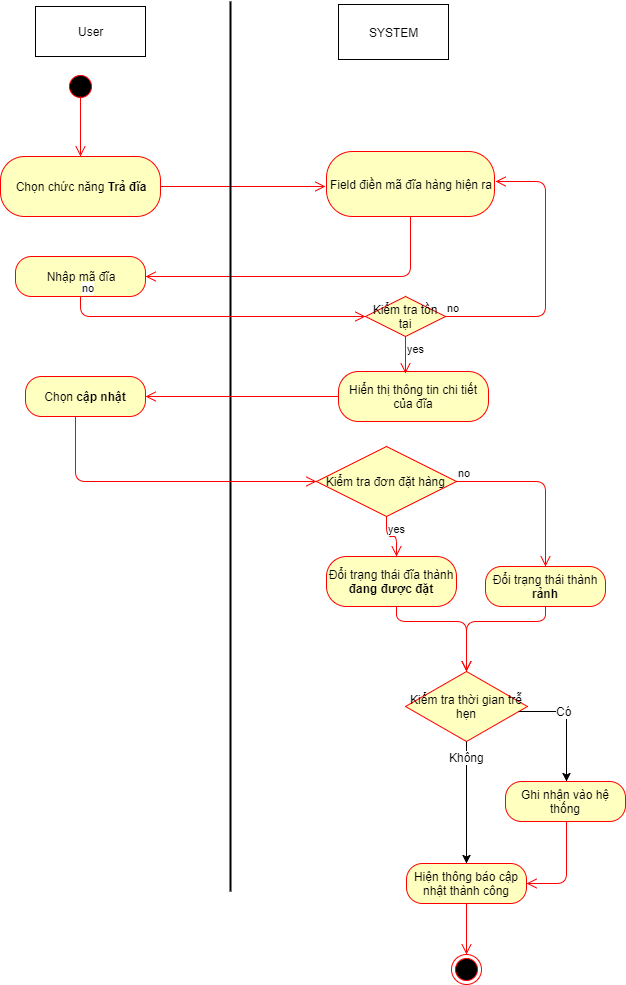 User
SYSTEM
Chọn chức năng Trả đĩa
Field điền mã đĩa hàng hiện ra
Nhập mã đĩa
no
Kiểm tra tồn
tại
no
yes
Hiển thị thông tin chi tiết
của đĩa
Chọn cập nhật
Kiểm tra đơn đặt hàng
no
yes
Đổi trạng thái đĩa thành
đang được đặt
Đổi trạng thái thành
rảnh
Kiểm tra thời gian trễ
hẹn
Có
Không
Ghi nhận vào hệ
thống
Hiện thông báo cập
nhật thành công